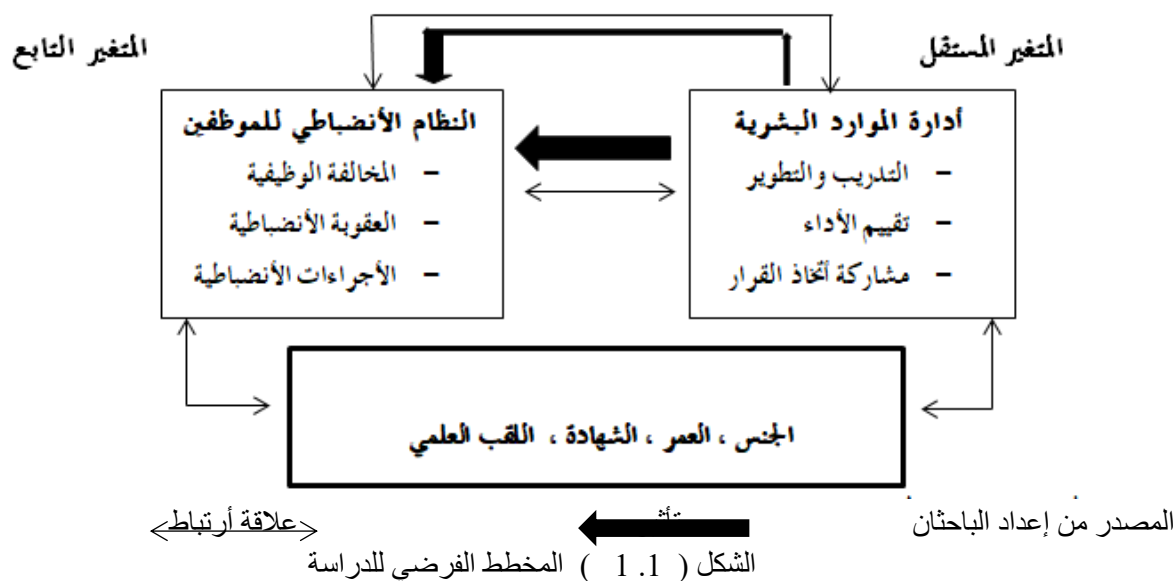 المتغير المستقل
المتغير التابع
أدارة الموارد البشرية
– التدريب والتطوير
– تقييم الأداء
– مشاركة أتخاذ القرار
النظام الأنضباطي للموظفين
– المخالفة الوظيفية
– العقوبة الأنضباطية
– الأجراءات الأنضباطية
الجنس ، العمر ، الشهادة ، اللقب العلمي
المصدر من إعداد الباحثان
علاقة أرتباط
الشكل ( 1. 1 ) المخطط الفرضي للدراسة